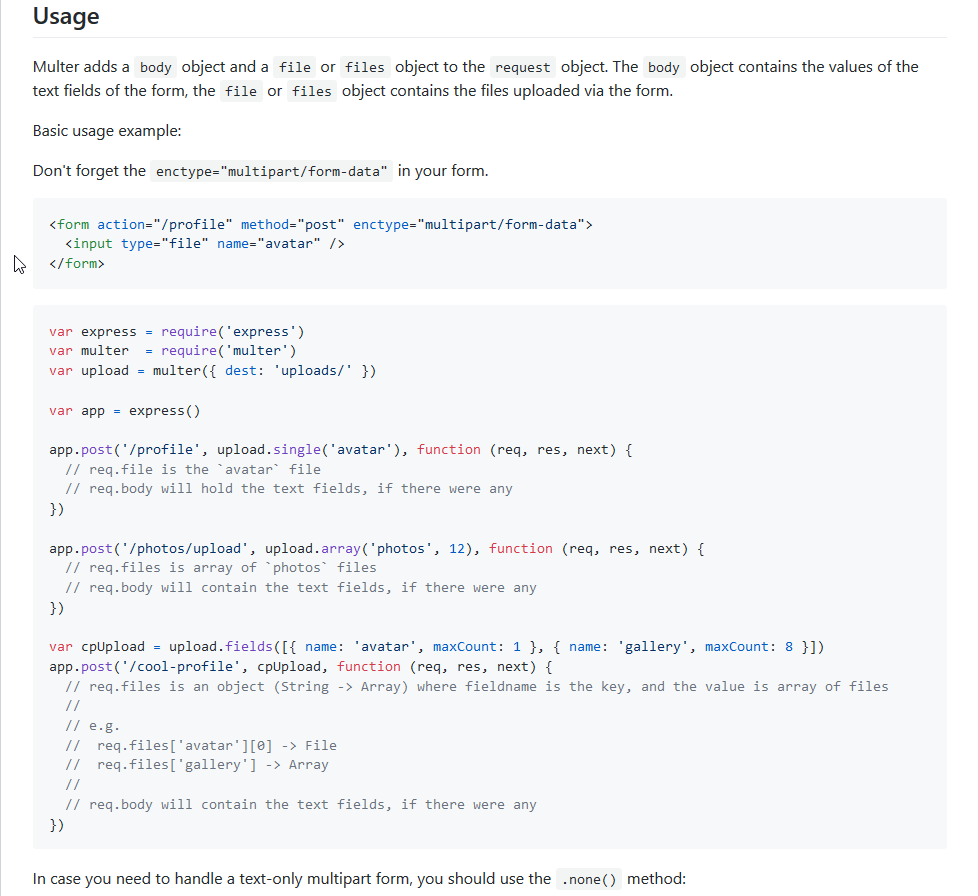 Usage
Multer adds a body object and a file or files object to the request object. The body object contains the values of the
text fields of the form, the file or files object contains the files uploaded via the form.
Basic usage example:
Don't forget the enctype="multipart/form-data" in your form.
<form action="/profile" method="post" enctype="multipart/form-data">
  <input type="file" name="avatar" />
</form>
var express = require('express')
var multer  = require('multer')
var upload = multer({ dest: 'uploads/' })
var app = express()
app.post('/profile', upload.single('avatar'), function (req, res, next) {
  // req.file is the `avatar` file
  // req.body will hold the text fields, if there were any
})
app.post('/photos/upload', upload.array('photos', 12), function (req, res, next) {
  // req.files is array of `photos` files
  // req.body will contain the text fields, if there were any
})
var cpUpload = upload.fields([{ name: 'avatar', maxCount: 1 }, { name: 'gallery', maxCount: 8 }])
app.post('/cool-profile', cpUpload, function (req, res, next) {
  // req.files is an object (String -> Array) where fieldname is the key, and the value is array of files
  //
  // e.g.
  //  req.files['avatar'][0] -> File
  //  req.files['gallery'] -> Array
  //
  // req.body will contain the text fields, if there were any
})
In case you need to handle a text-only multipart form, you should use the .none() method: